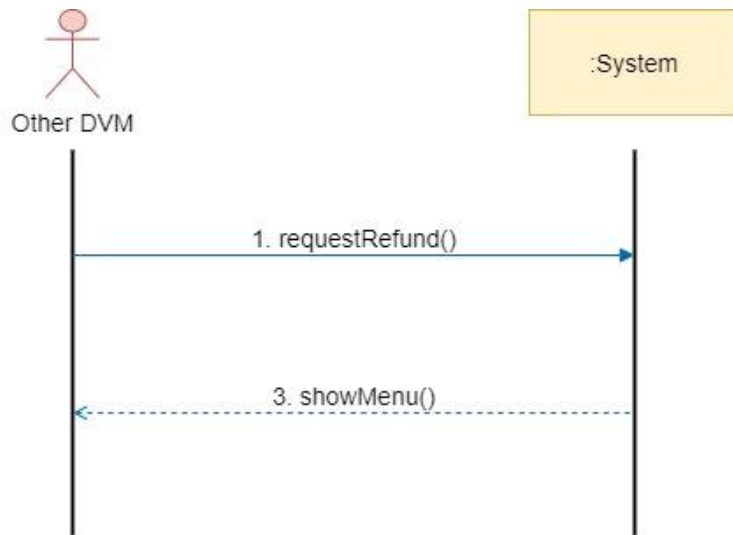 :System
Other DVM
1. requestRefund()
3. showMenu()